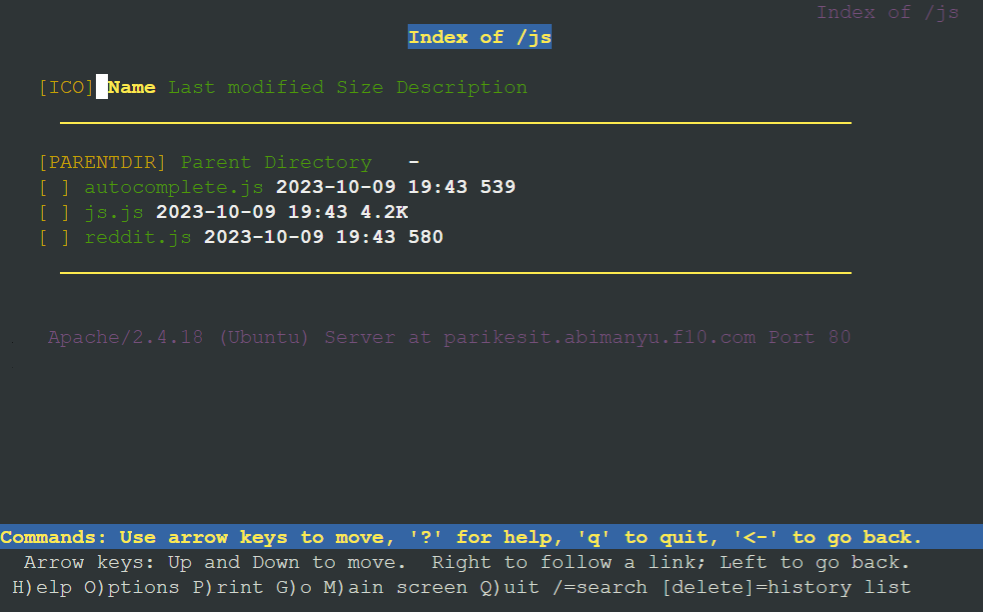 Index of /js
Index of /js
[ICO] Name Last modified Size Description
[PARENTDIR] Parent Directory   -
[ ] autocomplete.js 2023-10-09 19:43 539
[ ] js.js 2023-10-09 19:43 4.2K
[ ] reddit.js 2023-10-09 19:43 580
Apache/2.4.18 (Ubuntu) Server at parikesit.abimanyu.f10.com Port 80
Commands: Use arrow keys to move, '?' for help, 'q' to quit, '<-' to go back.
Arrow keys: Up and Down to move.  Right to follow a link; Left to go back.
H)elp O)ptions P)rint G)o M)ain screen Q)uit /=search [delete]=history list